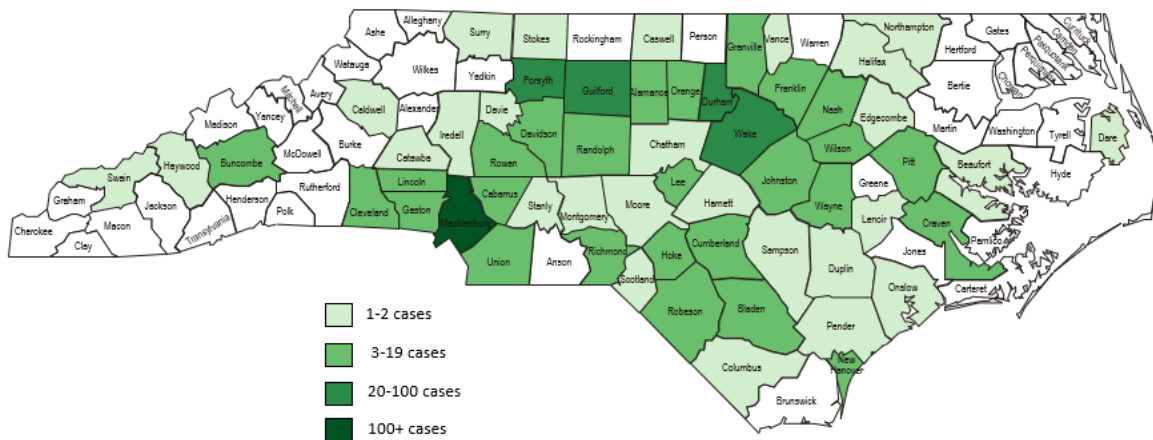 Alleghany
Ashe
Surry
Stokes
Rockingham
Caswell
Person
Granville
Vance
Warren
Northampton
Gates
Currituck
Camden
Pasquotank
Perquimans
Hertford
Halifax
Chowan
Watauga
Wilkes
Yadkin
Forsyth
Guilford
Alamance
Orange
Durham
Franklin
Nash
Bertie
Mitchell
Avery
Caldwell
Alexander
Davie
Iredell
Edgecombe
Martin
Washington
Tyrell
Dare
Madison
Yancey
Burke
McDowell
Catawba
Rowan
Davidson
Randolph
Chatham
Wake
Wilson
Pitt
Beaufort
Hyde
Swain
Haywood
Buncombe
Rutherford
Lincoln
Cabarrus
Lee
Johnston
Greene
Graham
Jackson
Henderson
Polk
Cleveland
Gaston
Mecklenburg
Stanly
Montgomery
Moore
Harnett
Wayne
Lenoir
Craven
Pamlico
Cherokee
Macon
Clay
Transylvania
Union
Anson
Richmond
Hoke
Cumberland
Sampson
Duplin
Jones
Carteret
Scotland
Onslow
Robeson
Bladen
Pender
Columbus
New
Hanover
Brunswick
1-2 cases
3-19 cases
20-100 cases
100+ cases